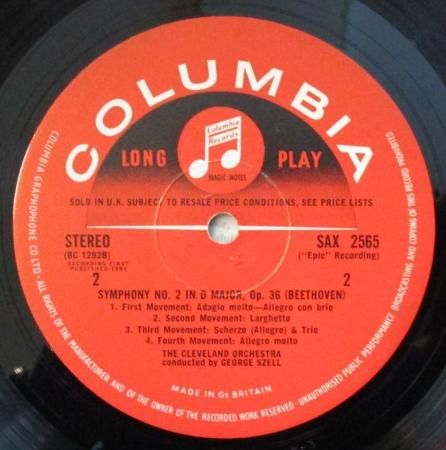 COLUMBIA
Columbia
Records
LONG PLAY
MAGIC NOTES
SOLD IN U.K. SUBJECT TO RESALE PRICE CONDITIONS, SEE PRICE LISTS
STEREO SAX 2565
(BC 1292B) ("Epic" Recording)
RECORDING FIRST
PUBLISHED 1964
2 2
SYMPHONY NO. 2 IN D MAJOR, Op. 36 (BEETHOVEN)
1. First Movement: Adagio molto—Allegro con brio
2. Second Movement: Larghetto
3. Third Movement: Scherzo (Allegro) & Trio
4. Fourth Movement: Allegro molto
THE CLEVELAND ORCHESTRA
conducted by GEORGE SZELL
MADE IN Gt. BRITAIN
COLUMBIA GRAPHOPHONE CO LTD. · ALL RIGHTS OF THE MANUFACTURER AND OF THE OWNER OF THE RECORDED WORK RESERVED. UNAUTHORISED PUBLIC PERFORMANCE BROADCASTING AND COPYING OF THIS RECORD PROHIBITED